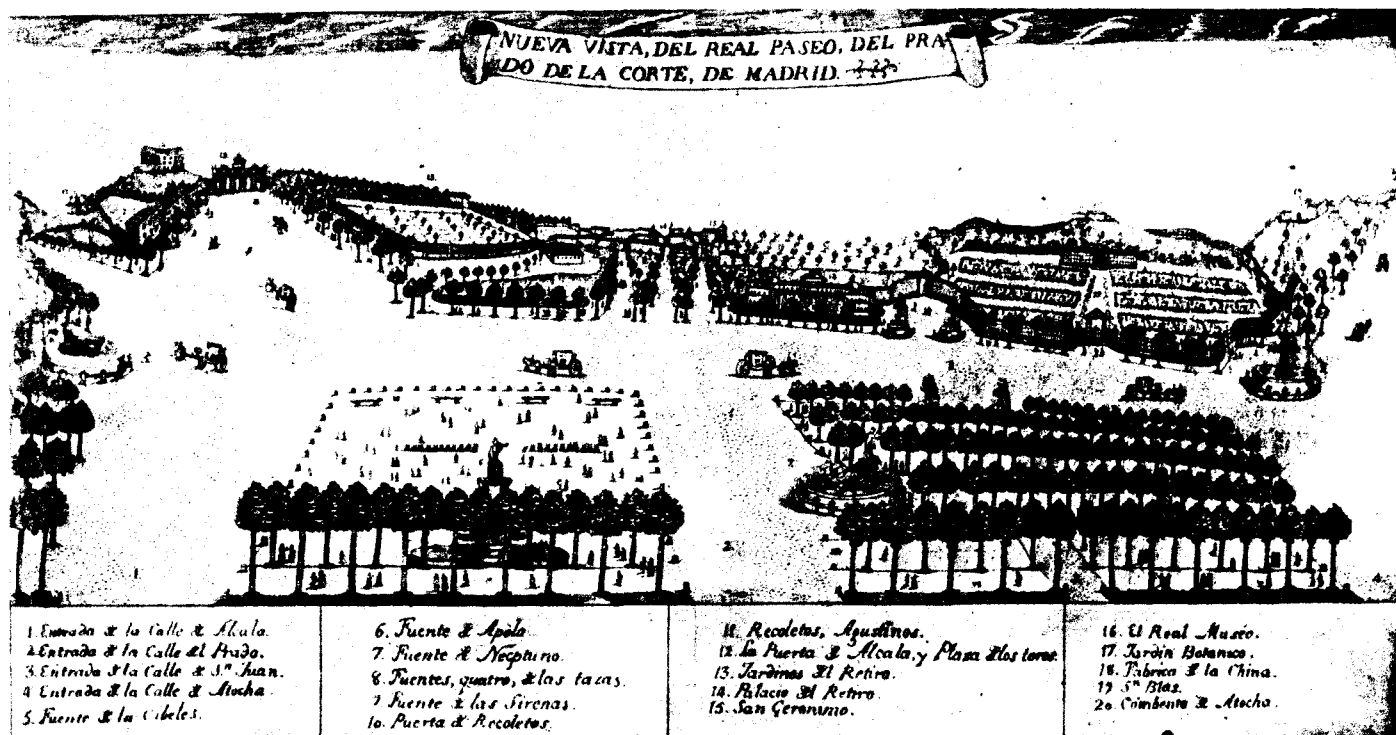 NUEVA VISTA, DEL REAL PASEO, DEL PRA-
DO DE LA CORTE, DE MADRID.
1. Entrada de la Calle de Alcala.
2. Entrada de la Calle del Prado.
3. Entrada de la Calle de Sn. Juan.
4. Entrada de la Calle de Atocha.
5. Fuente de la Cibeles.
6. Fuente de Apolo.
7. Fuente de Neeptuno.
8. Fuentes, quatro, de las tazas.
9. Fuente de las Sirenas.
10. Puerta de Recoletos.
11. Recoletos, Agustinos.
12. La Puerta de Alcala, y Plaza de los toros.
13. Jardines del Retiro.
14. Palacio del Retiro.
15. San Geronimo.
16. El Real Museo.
17. Jardin Botanico.
18. Fabrica de la China.
19. Sn. Blas.
20. Combento de Atocha.